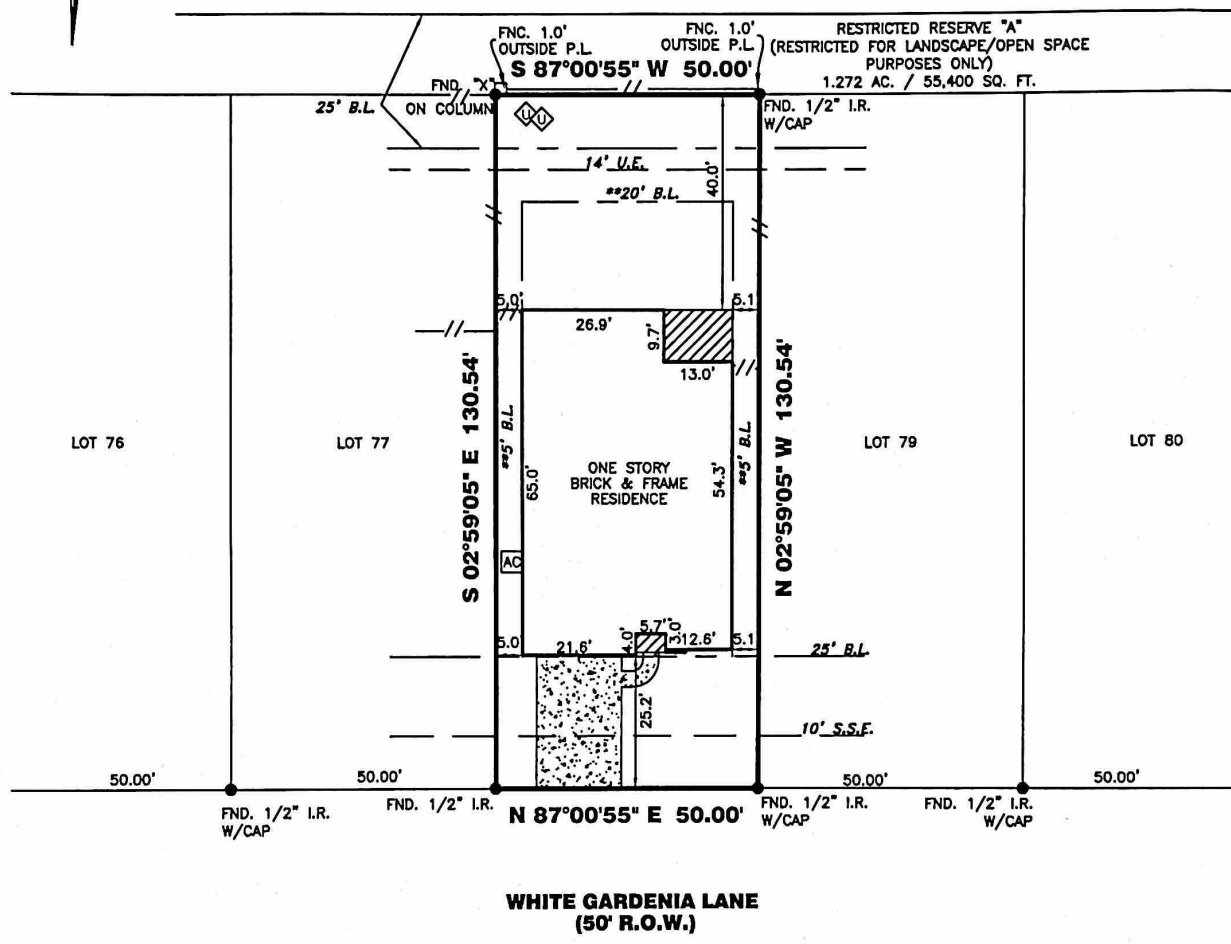 FNC. 1.0'
OUTSIDE P.L.
FNC. 1.0'
OUTSIDE P.L.
RESTRICTED RESERVE "A"
(RESTRICTED FOR LANDSCAPE/OPEN SPACE
PURPOSES ONLY)
1.272 AC. / 55,400 SQ. FT.
S 87°00'55" W 50.00'
FND. "X"
ON COLUMN
25' B.L.
U
U
FND. 1/2" I.R.
W/CAP
14' U.E.
**20' B.L.
40.0'
5.0'
5.1
26.9'
9.7'
13.0'
S 02°59'05" E 130.54'
N 02°59'05" W 130.54'
LOT 76
LOT 77
**5' B.L.
65.0'
ONE STORY
BRICK & FRAME
RESIDENCE
54.3'
**5' B.L.
LOT 79
LOT 80
AC
5.0'
21.6'
4.0'
5.7'
3.0'
12.6'
5.1
25' B.L.
25.2'
10' S.S.E.
50.00'
50.00'
50.00'
50.00'
FND. 1/2" I.R.
W/CAP
FND. 1/2" I.R.
N 87°00'55" E 50.00'
FND. 1/2" I.R.
W/CAP
FND. 1/2" I.R.
W/CAP
WHITE GARDENIA LANE
(50' R.O.W.)